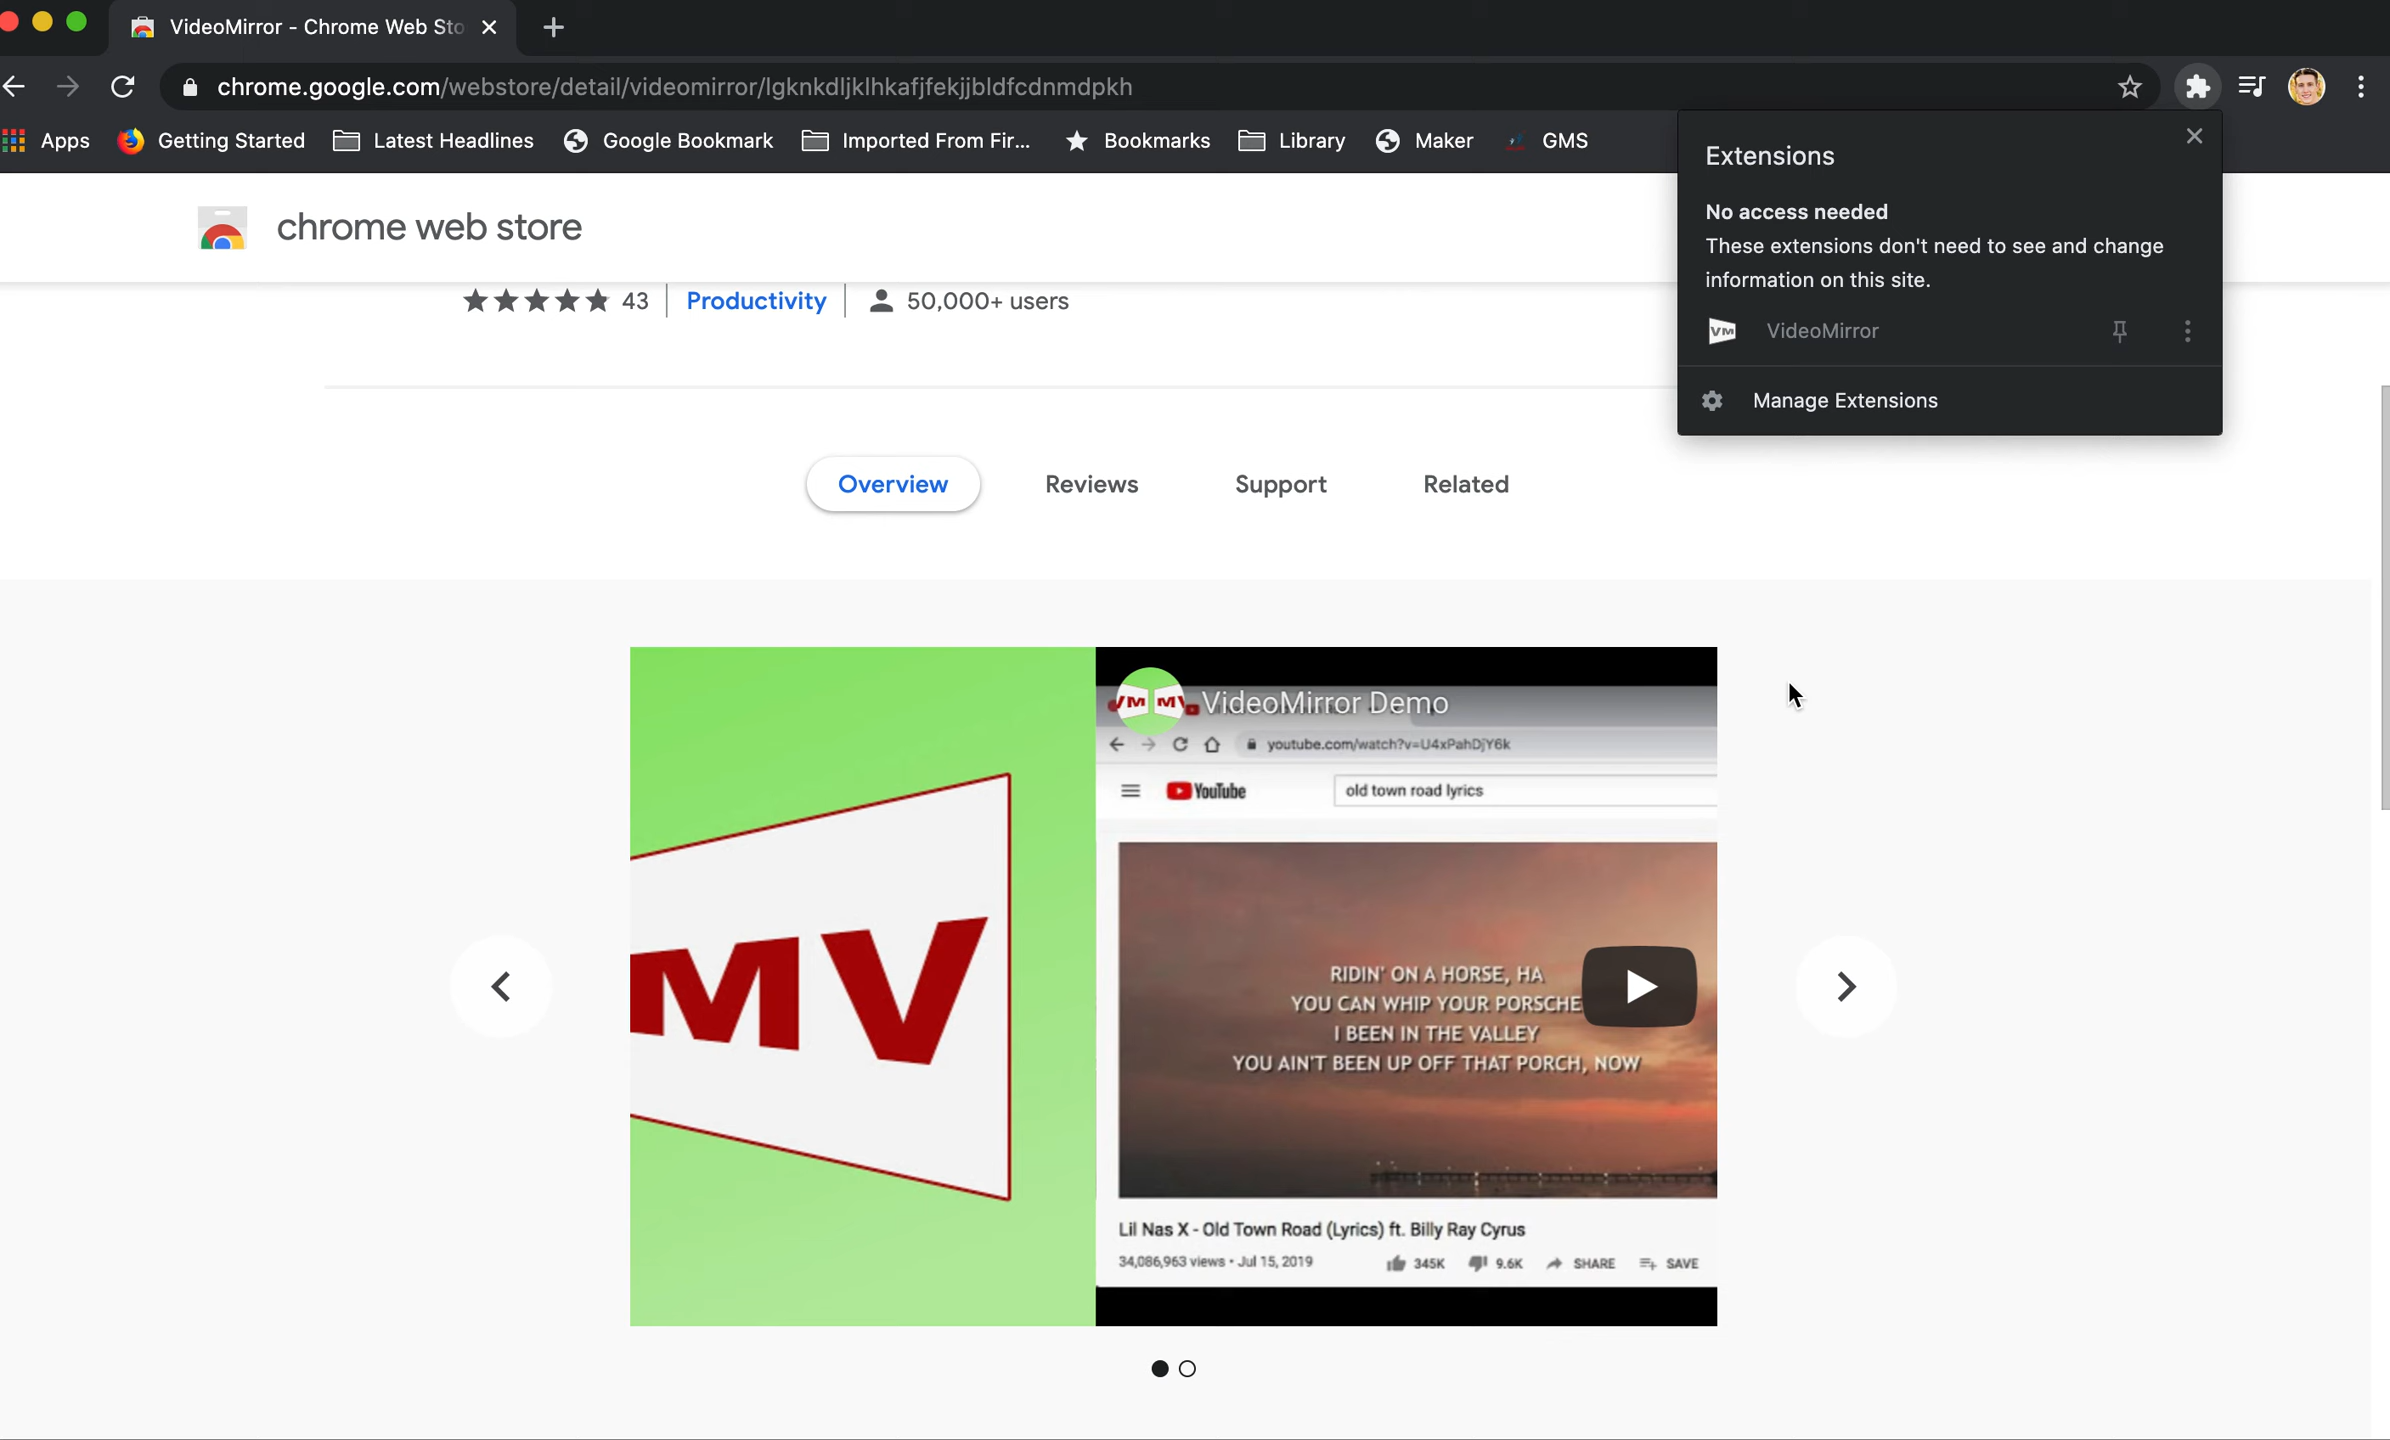 VideoMirror - Chrome Web Sto
chrome.google.com/webstore/detail/videomirror/lgknkdljklhkafjfekjjbldfcdnmdpkh
Apps
Getting Started
Latest Headlines
Google Bookmark
Imported From Fir...
Bookmarks
Library
Maker
GMS
Extensions
No access needed
These extensions don't need to see and change
information on this site.
VM
VideoMirror
Manage Extensions
chrome web store
43
Productivity
50,000+ users
Overview
Reviews
Support
Related
MV
VM MV
VideoMirror Demo
youtube.com/watch?v=U4xPahDjY6k
YouTube
old town road lyrics
RIDIN' ON A HORSE, HA
YOU CAN WHIP YOUR PORSCHE
I BEEN IN THE VALLEY
YOU AIN'T BEEN UP OFF THAT PORCH, NOW
Lil Nas X - Old Town Road (Lyrics) ft. Billy Ray Cyrus
34,086,963 views • Jul 15, 2019
345K
9.6K
SHARE
SAVE